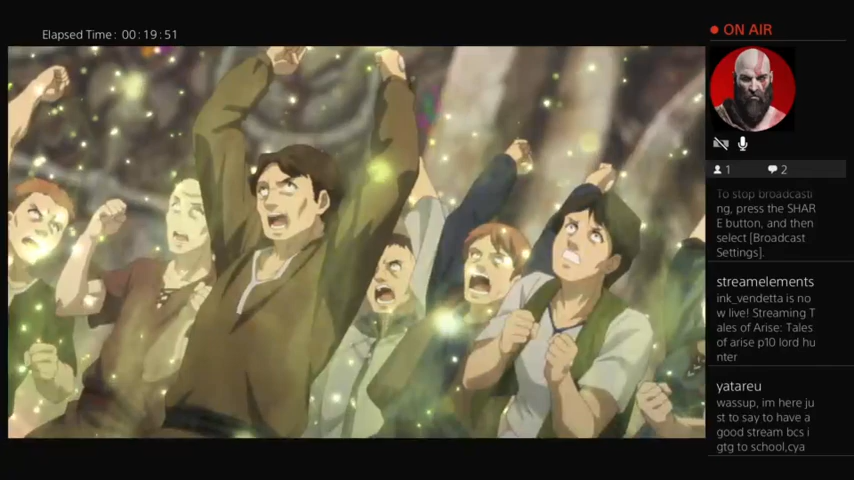 Elapsed Time: 00:19:51
ON AIR
1
2
To stop broadcasti
ng, press the SHAR
E button, and then
select [Broadcast
Settings].
streamelements
ink_vendetta is no
w live! Streaming T
ales of Arise: Tales
of arise p10 lord hu
nter
yatareu
wassup, im here ju
st to say to have a
good stream bcs i
gtg to school,cya